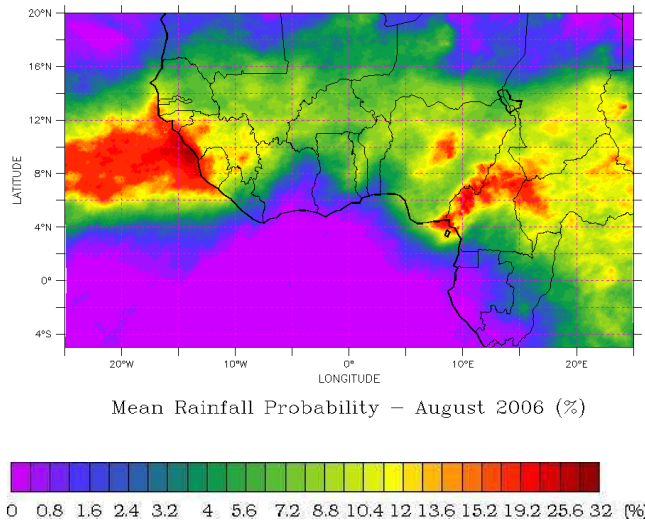 20°N
16°N
12°N
8°N
4°N
0°
4°S
LATITUDE
20°W 10°W 0° 10°E 20°E
LONGITUDE
Mean Rainfall Probability – August 2006 (%)
0 0.8 1.6 2.4 3.2 4 5.6 7.2 8.8 10.4 12 13.6 15.2 19.2 25.6 32 (%)